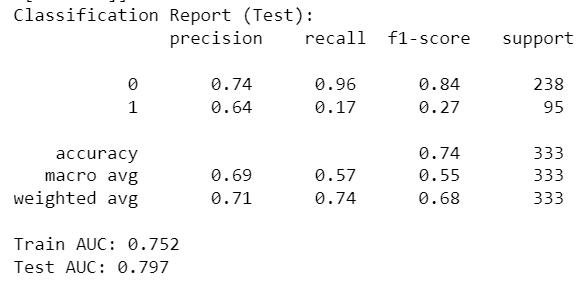 Classification Report (Test):
precision recall f1-score support
0 0.74 0.96 0.84 238
1 0.64 0.17 0.27 95
accuracy 0.74 333
macro avg 0.69 0.57 0.55 333
weighted avg 0.71 0.74 0.68 333
Train AUC: 0.752
Test AUC: 0.797